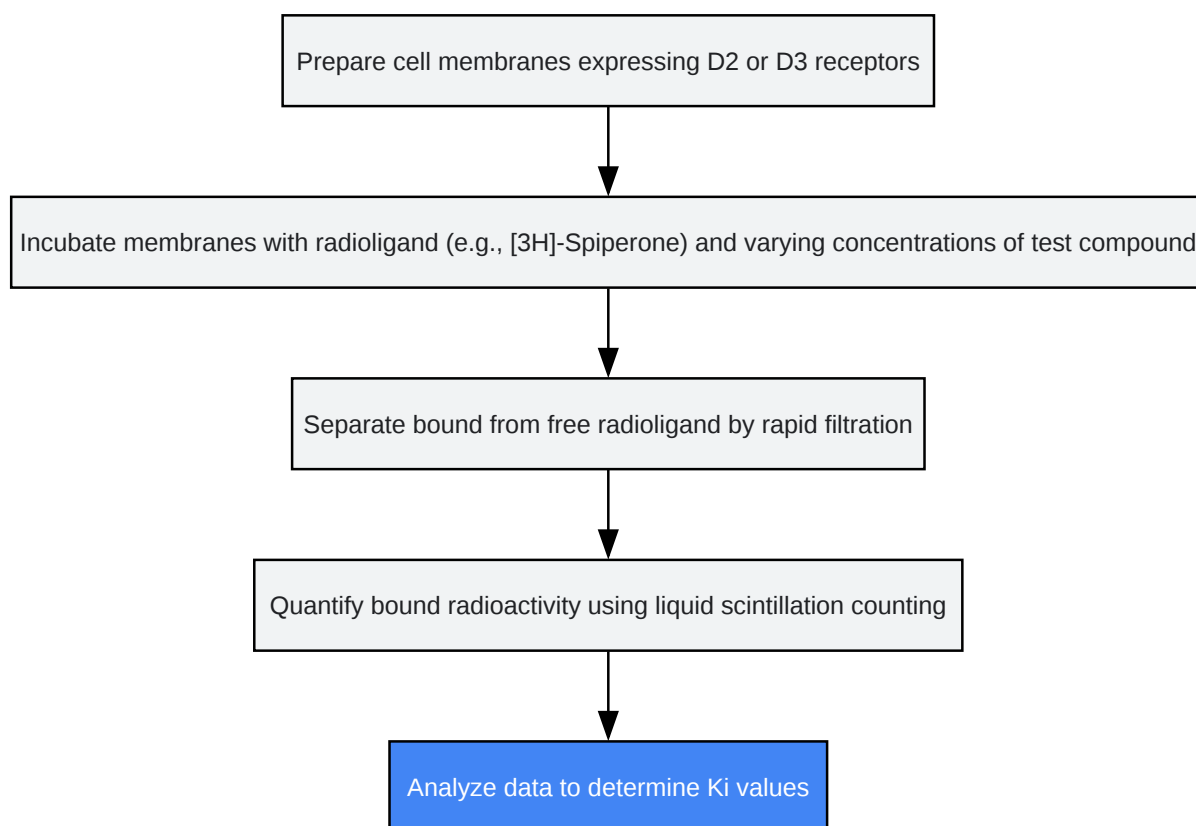 Prepare cell membranes expressing D2 or D3 receptors
Incubate membranes with radioligand (e.g., [3H]-Spiperone) and varying concentrations of test compound
Separate bound from free radioligand by rapid filtration
Quantify bound radioactivity using liquid scintillation counting
Analyze data to determine Ki values